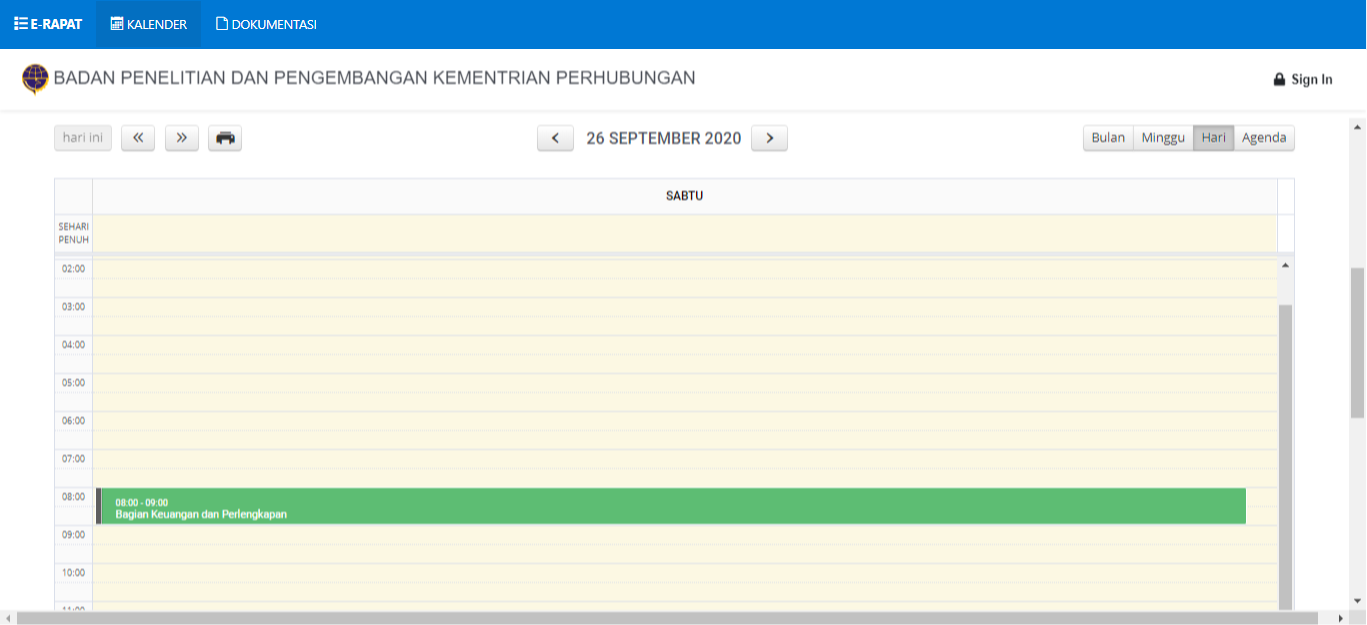 E-RAPAT KALENDER DOKUMENTASI
BADAN PENELITIAN DAN PENGEMBANGAN KEMENTRIAN PERHUBUNGAN
Sign In
hari ini « » < 26 SEPTEMBER 2020 > Bulan Minggu Hari Agenda
SABTU
SEHARI
PENUH
02:00
03:00
04:00
05:00
06:00
07:00
08:00
08:00 - 09:00
Bagian Keuangan dan Perlengkapan
09:00
10:00
11:00